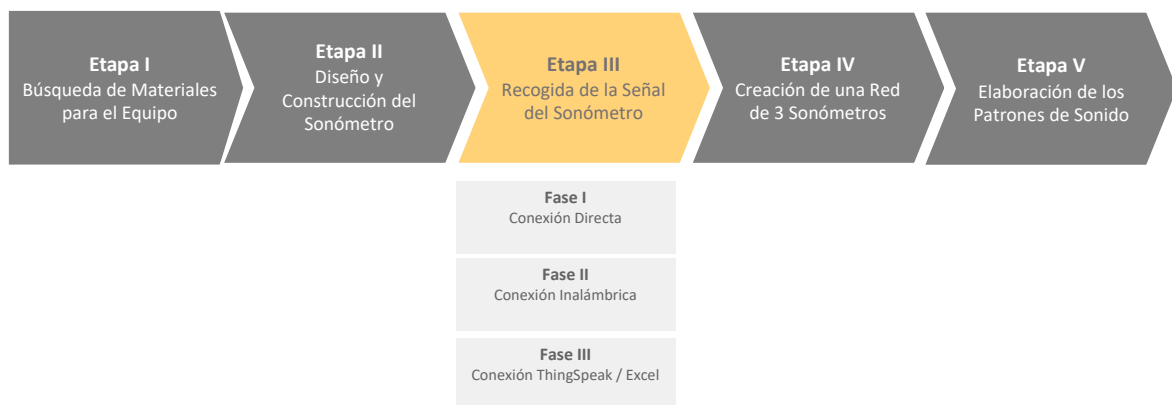 Etapa I
Búsqueda de Materiales
para el Equipo
Etapa II
Diseño y
Construcción del
Sonómetro
Etapa III
Recogida de la Señal
del Sonómetro
Etapa IV
Creación de una Red
de 3 Sonómetros
Etapa V
Elaboración de los
Patrones de Sonido
Fase I
Conexión Directa
Fase II
Conexión Inalámbrica
Fase III
Conexión ThingSpeak / Excel